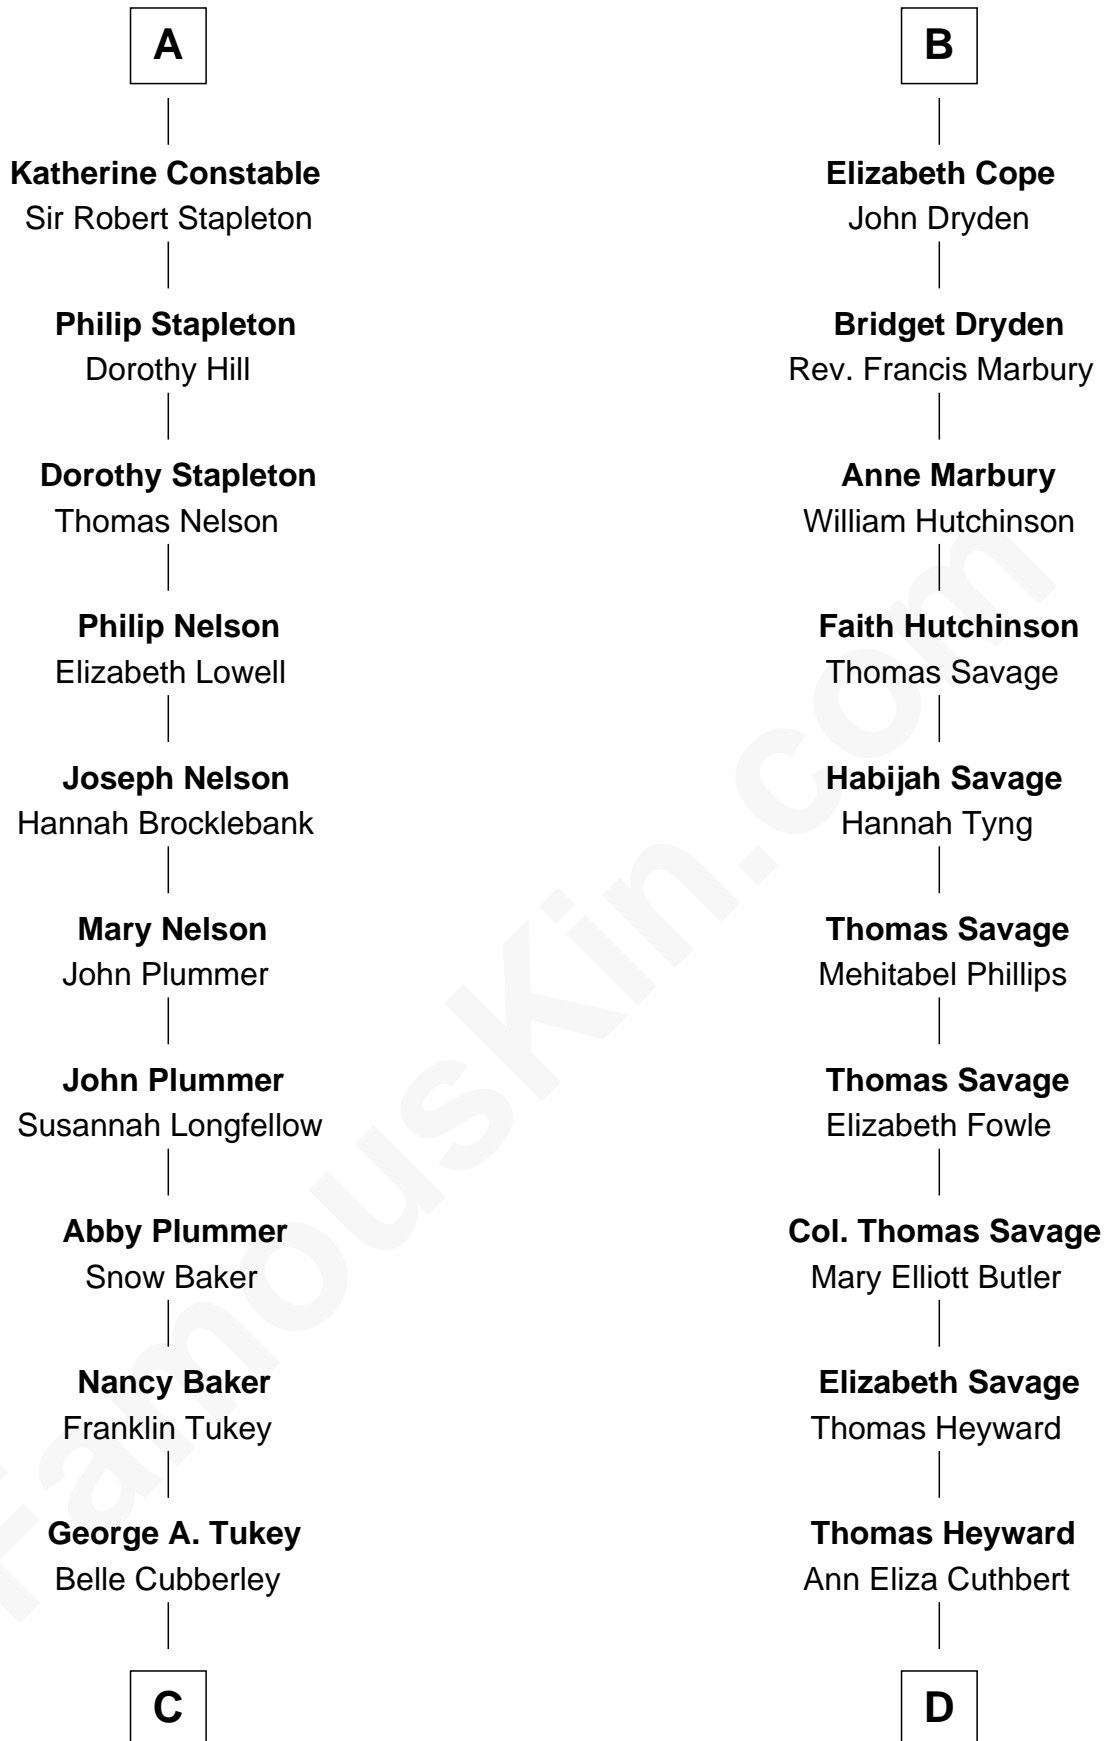 A
Katherine Constable
Sir Robert Stapleton
Philip Stapleton
Dorothy Hill
Dorothy Stapleton
Thomas Nelson
Philip Nelson
Elizabeth Lowell
Joseph Nelson
Hannah Brocklebank
Mary Nelson
John Plummer
John Plummer
Susannah Longfellow
Abby Plummer
Snow Baker
Nancy Baker
Franklin Tukey
George A. Tukey
Belle Cubberley
C
B
Elizabeth Cope
John Dryden
Bridget Dryden
Rev. Francis Marbury
Anne Marbury
William Hutchinson
Faith Hutchinson
Thomas Savage
Habijah Savage
Hannah Tyng
Thomas Savage
Mehitabel Phillips
Thomas Savage
Elizabeth Fowle
Col. Thomas Savage
Mary Elliott Butler
Elizabeth Savage
Thomas Heyward
Thomas Heyward
Ann Eliza Cuthbert
D
FamousKin.com